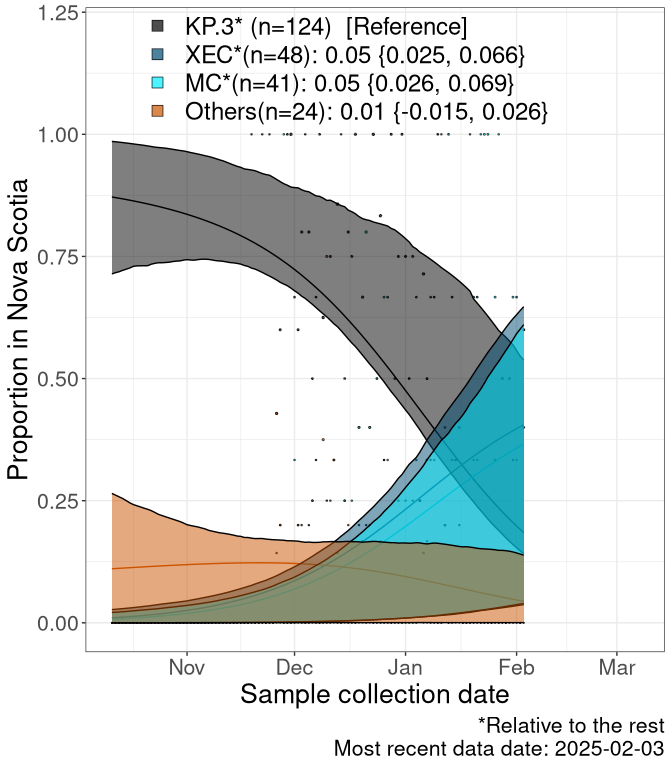 KP.3* (n=124)  [Reference]
XEC*(n=48): 0.05 {0.025, 0.066}
MC*(n=41): 0.05 {0.026, 0.069}
Others(n=24): 0.01 {-0.015, 0.026}
Proportion in Nova Scotia
1.25
1.00
0.75
0.50
0.25
0.00
Nov Dec Jan Feb Mar
Sample collection date
*Relative to the rest
Most recent data date: 2025-02-03